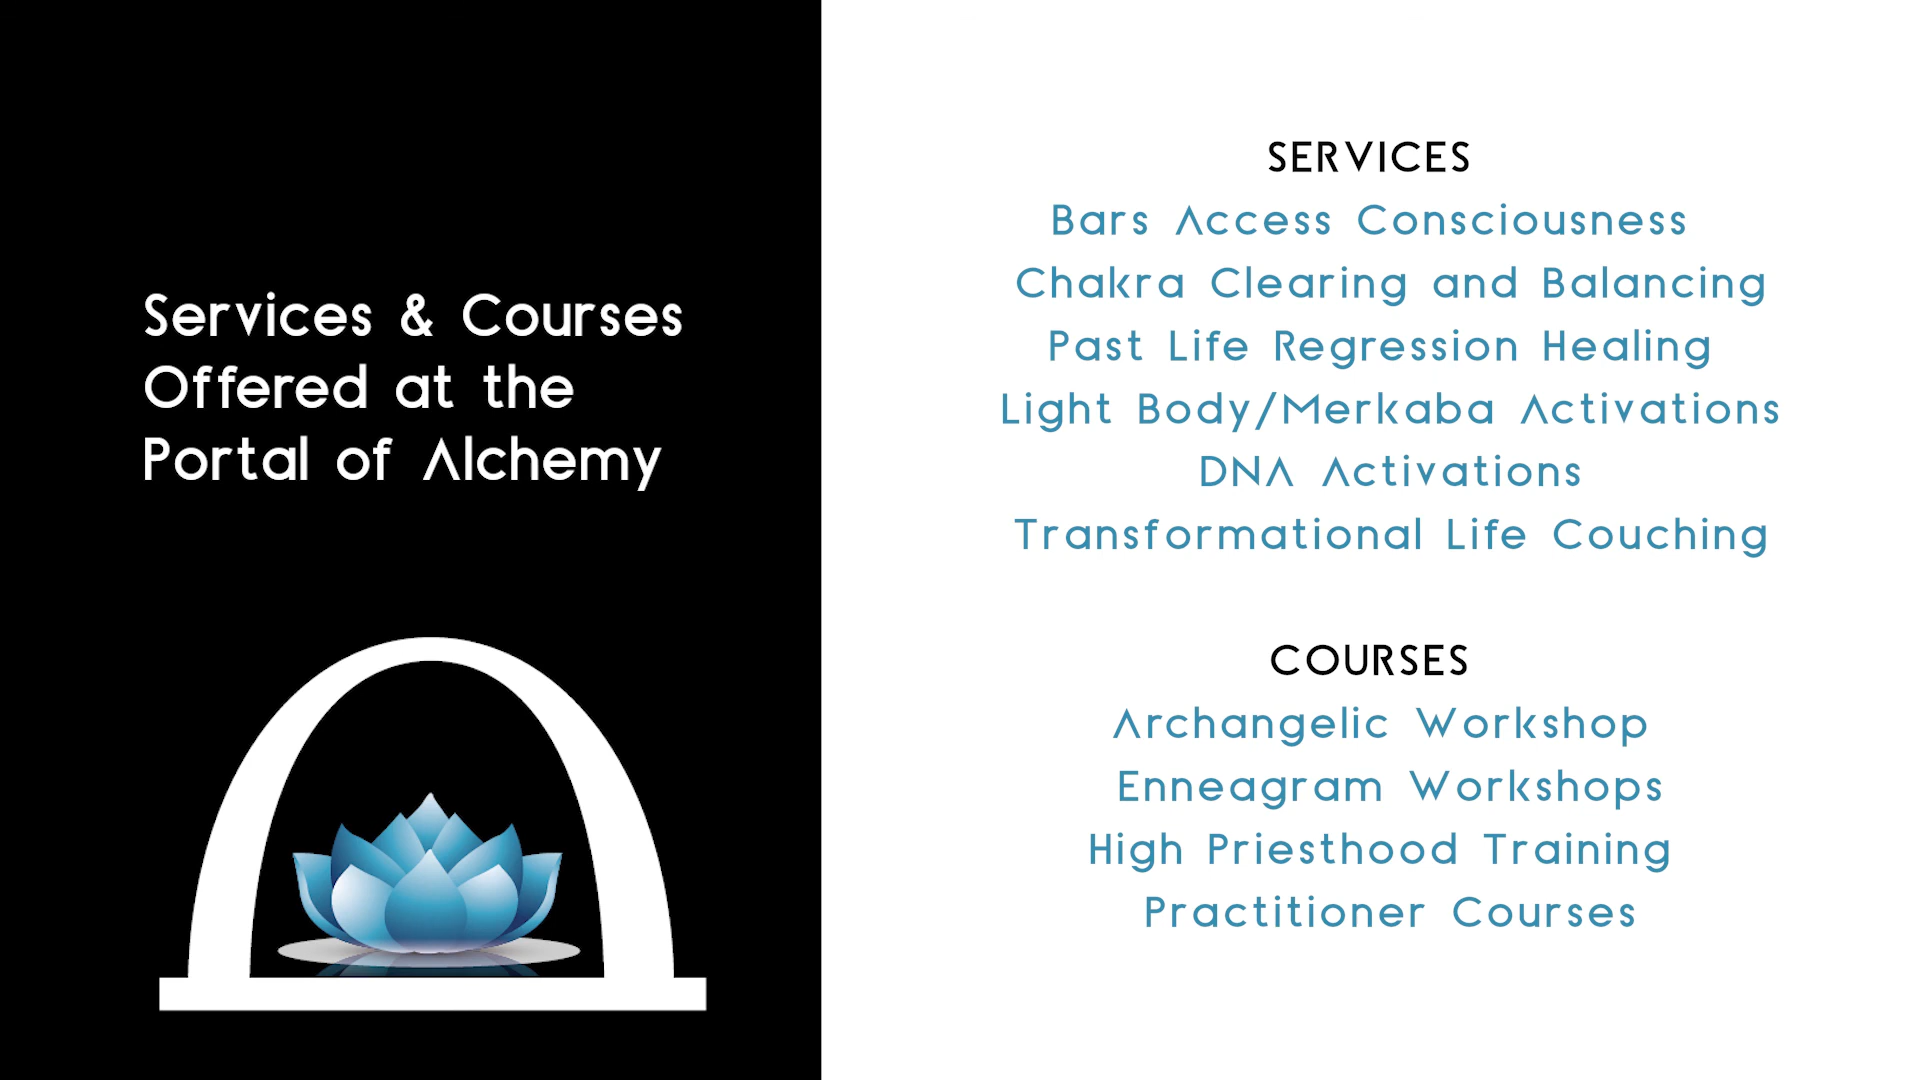 Services & Courses
Offered at the
Portal of Alchemy
SERVICES
Bars Access Consciousness
Chakra Clearing and Balancing
Past Life Regression Healing
Light Body/Merkaba Activations
DNA Activations
Transformational Life Couching
COURSES
Archangelic Workshop
Enneagram Workshops
High Priesthood Training
Practitioner Courses